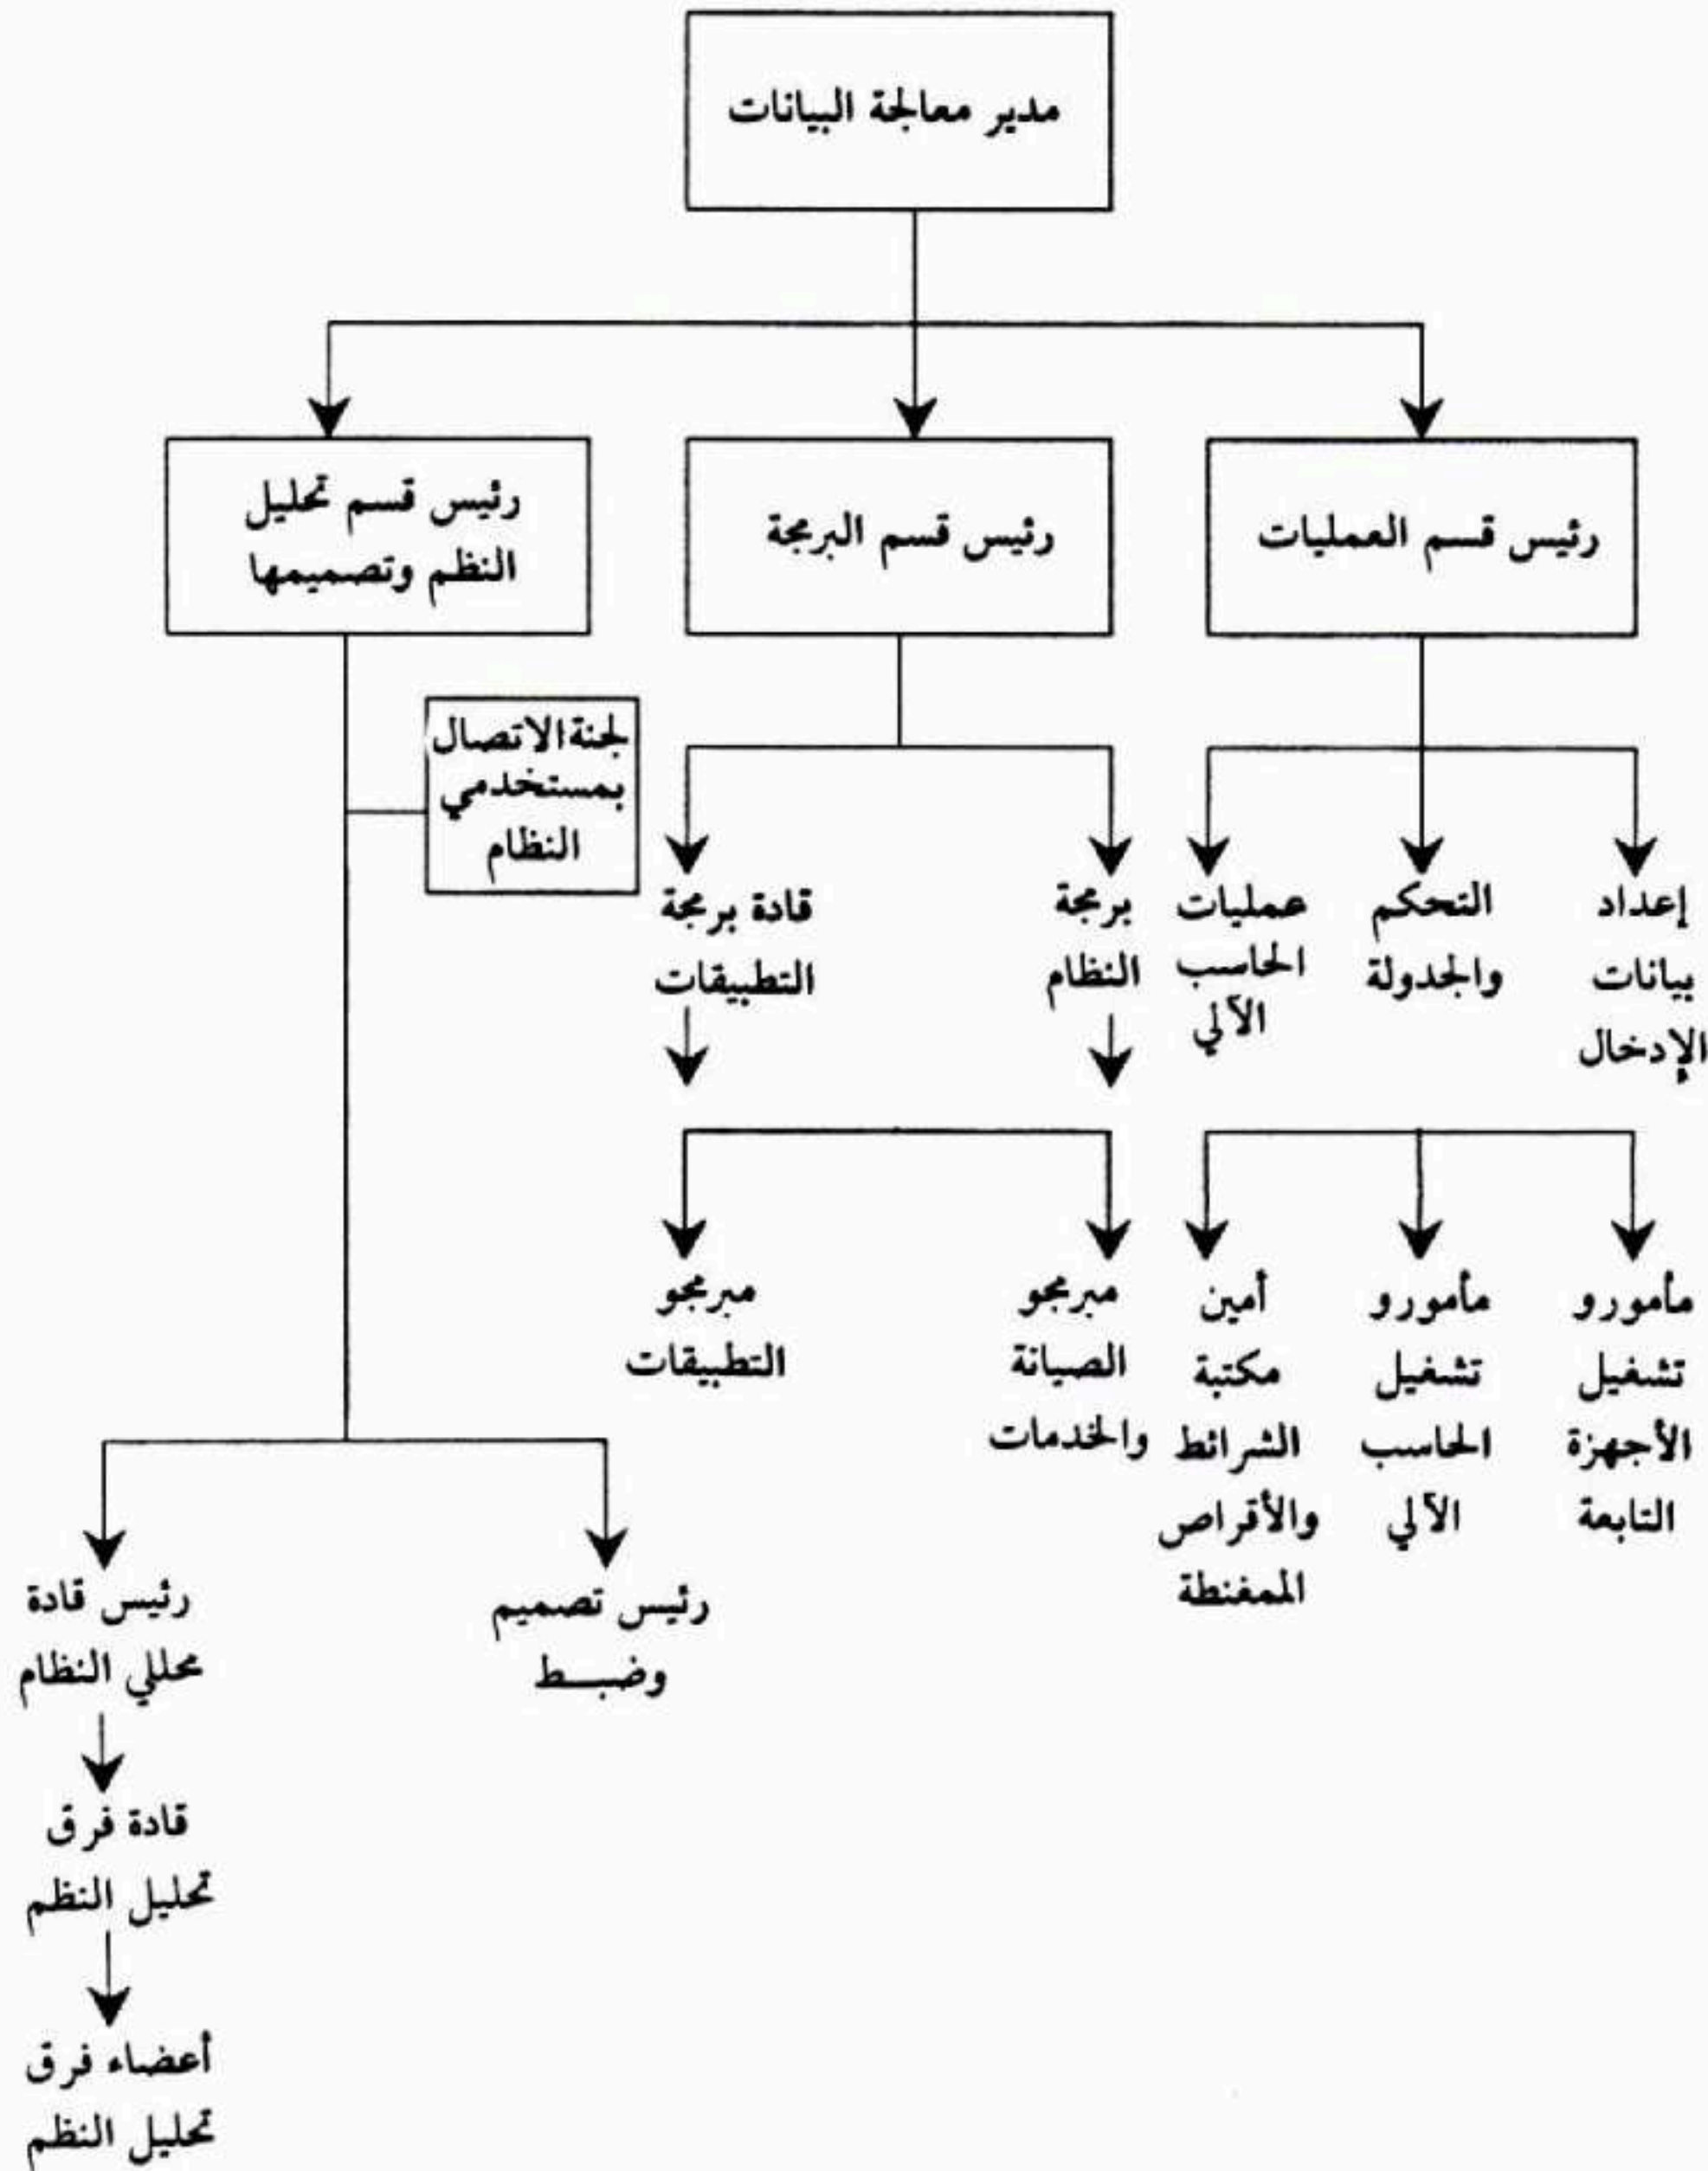 مدير معالجة البيانات
رئيس قسم العمليات
رئيس قسم البرمجة
رئيس قسم تحليل
النظم وتصميمها
لجنة الاتصال
بمستخدمي
النظام
إعداد
بيانات
الإدخال
التحكم
والجدولة
عمليات
الحاسب
الآلي
برمجة
النظام
قادة برمجة
التطبيقات
مأمورو
تشغيل
الأجهزة
التابعة
مأمورو
تشغيل
الحاسب
الآلي
أمين
مكتبة
الشرائط
والأقراص
الممغنطة
مبرمجو
الصيانة
والخدمات
مبرمجو
التطبيقات
رئيس تصميم
وضبـــط
رئيس قادة
محللي النظام
قادة فرق
تحليل النظم
أعضاء فرق
تحليل النظم